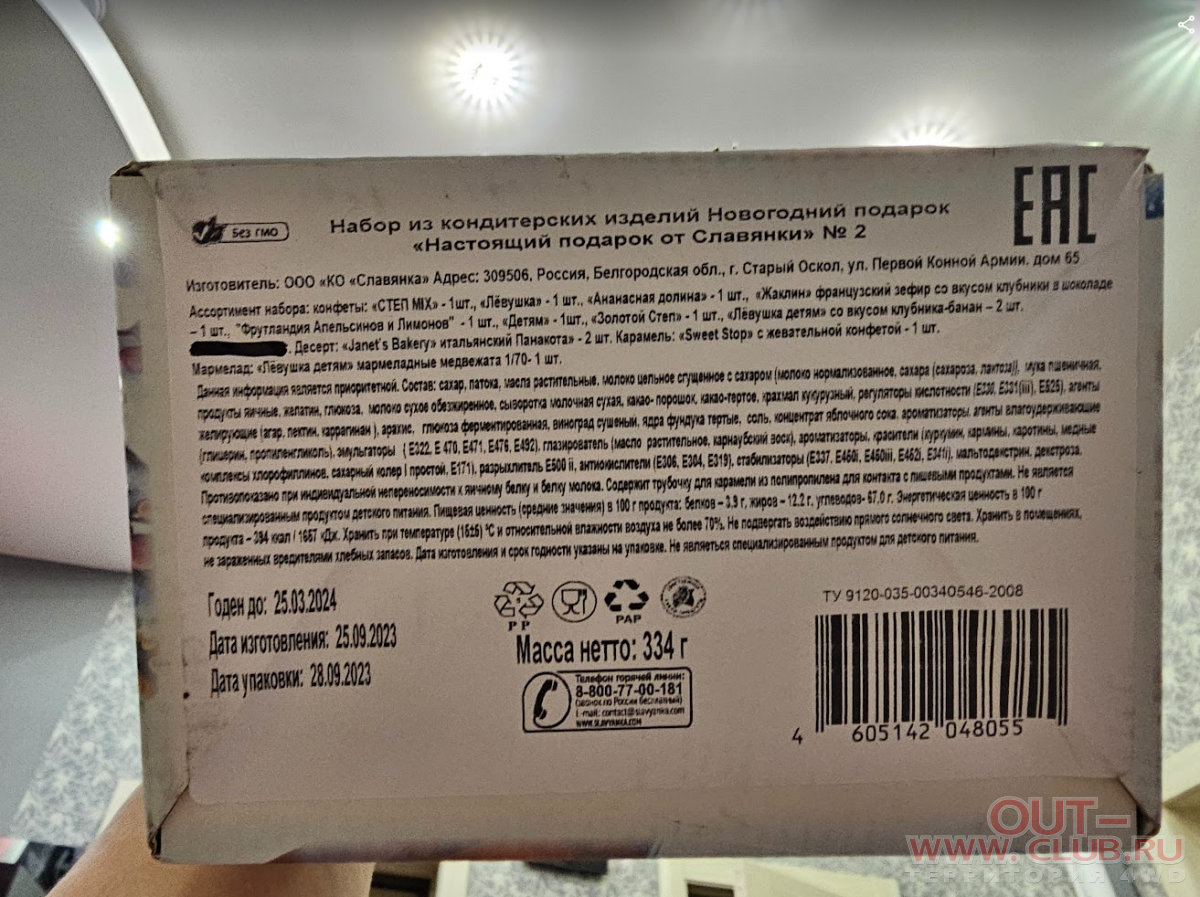 Без ГМО
Набор из кондитерских изделий Новогодний подарок
«Настоящий подарок от Славянки» № 2
EAC
Изготовитель: ООО «КО «Славянка» Адрес: 309506, Россия, Белгородская обл., г. Старый Оскол, ул. Первой Конной Армии. дом 65
Ассортимент набора: конфеты: «СТЕП MIX» - 1шт., «Лёвушка» - 1 шт., «Ананасная долина» - 1 шт., «Жаклин» французский зефир со вкусом клубники в шоколаде
– 1 шт., "Фрутландия Апельсинов и Лимонов" - 1 шт., «Детям» - 1шт., «Золотой Степ» - 1 шт., «Лёвушка детям» со вкусом клубника-банан – 2 шт.
. Десерт: «Janet's Bakery» итальянский Панакота» - 2 шт. Карамель: «Sweet Stop» с жевательной конфетой - 1 шт.
Мармелад: «Лёвушка детям» мармеладные медвежата 1/70- 1 шт.
Данная информация является приоритетной. Состав: сахар, патока, масла растительные, молоко цельное сгущенное с сахаром (молоко нормализованное, сахара (сахароза, лактоза)), мука пшеничная,
продукты яичные, желатин, глюкоза, молоко сухое обезжиренное, сыворотка молочная сухая, какао- порошок, какао-тертое, крахмал кукурузный, регуляторы кислотности (E330, E331(iii), E525), агенты
желирующие (агар, пектин, каррагинан), арахис, глюкоза ферментированная, виноград сушеный, ядра фундука тертые, соль, концентрат яблочного сока, ароматизаторы, агенты влагоудерживающие
(глицерин, пропиленгликоль), эмульгаторы (E322, E 470, E471, E476, E492), глазирователь (масло растительное, карнаубский воск), ароматизаторы, красители (куркумин, кармины, каротины, медные
комплексы хлорофиллинов, сахарный колер I простой, E171), разрыхлитель E500 ii, антиокислители (E306, E304, E319), стабилизаторы (E337, E460i, E460iii, E452i, E341i), мальтодекстрин, декстроза.
Противопоказано при индивидуальной непереносимости к яичному белку и белку молока. Содержит трубочку для карамели из полипропилена для контакта с пищевыми продуктами. Не является
специализированным продуктом детского питания. Пищевая ценность (средние значения) в 100 г продукта: белков – 3,9 г, жиров – 12,2 г, углеводов- 67,0 г. Энергетическая ценность в 100 г
продукта – 394 ккал / 1667 кДж. Хранить при температуре (18±5) °С и относительной влажности воздуха не более 70%. Не подвергать воздействию прямого солнечного света. Хранить в помещениях,
не зараженных вредителями хлебных запасов. Дата изготовления и срок годности указаны на упаковке. Не являеться специализированным продуктом для детского питания.
Годен до: 25.03.2024
Дата изготовления: 25.09.2023
Дата упаковки: 28.09.2023
PP
PAP
Масса нетто: 334 г
Телефон горячей линии:
8-800-77-00-181
(звонок по России бесплатный)
E-mail: contact@slavyanka.com
www.SLAVYANKA.COM
ТУ 9120-035-00340546-2008
4 605142 048055
OUT–
WWW.CLUB.RU
ТЕРРИТОРИЯ 4WD